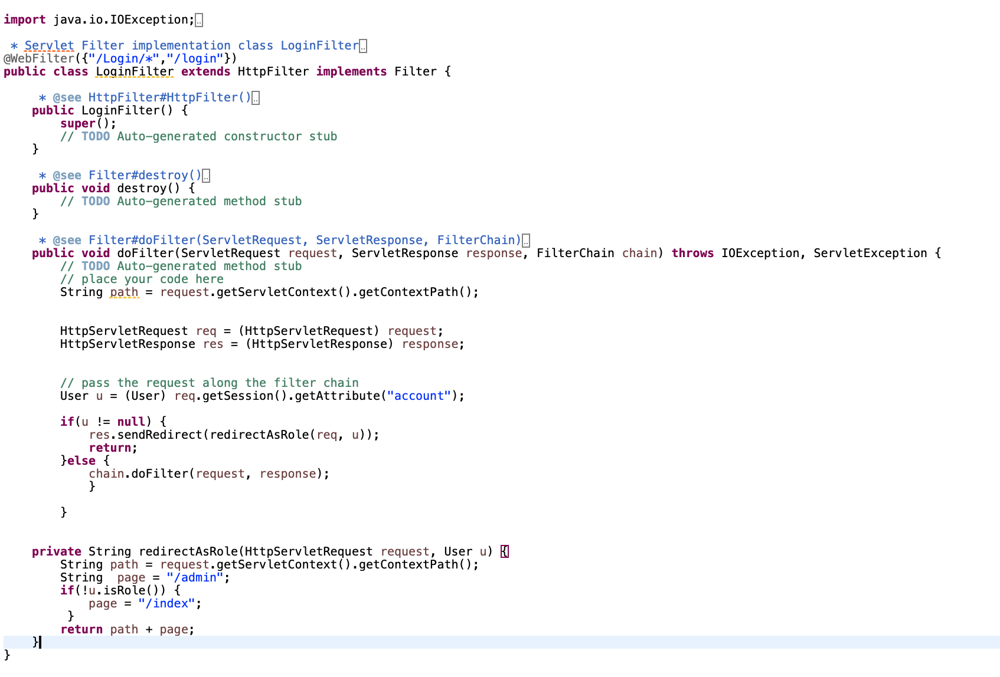 import java.io.IOException;
* Servlet Filter implementation class LoginFilter
@WebFilter({"/Login/*","/login"})
public class LoginFilter extends HttpFilter implements Filter {
* @see HttpFilter#HttpFilter()
public LoginFilter() {
super();
// TODO Auto-generated constructor stub
}
* @see Filter#destroy()
public void destroy() {
// TODO Auto-generated method stub
}
* @see Filter#doFilter(ServletRequest, ServletResponse, FilterChain)
public void doFilter(ServletRequest request, ServletResponse response, FilterChain chain) throws IOException, ServletException {
// TODO Auto-generated method stub
// place your code here
String path = request.getServletContext().getContextPath();
HttpServletRequest req = (HttpServletRequest) request;
HttpServletResponse res = (HttpServletResponse) response;
// pass the request along the filter chain
User u = (User) req.getSession().getAttribute("account");
if(u != null) {
res.sendRedirect(redirectAsRole(req, u));
return;
}else {
chain.doFilter(request, response);
}
}
private String redirectAsRole(HttpServletRequest request, User u) {
String path = request.getServletContext().getContextPath();
String  page = "/admin";
if(!u.isRole()) {
page = "/index";
}
return path + page;
}
}